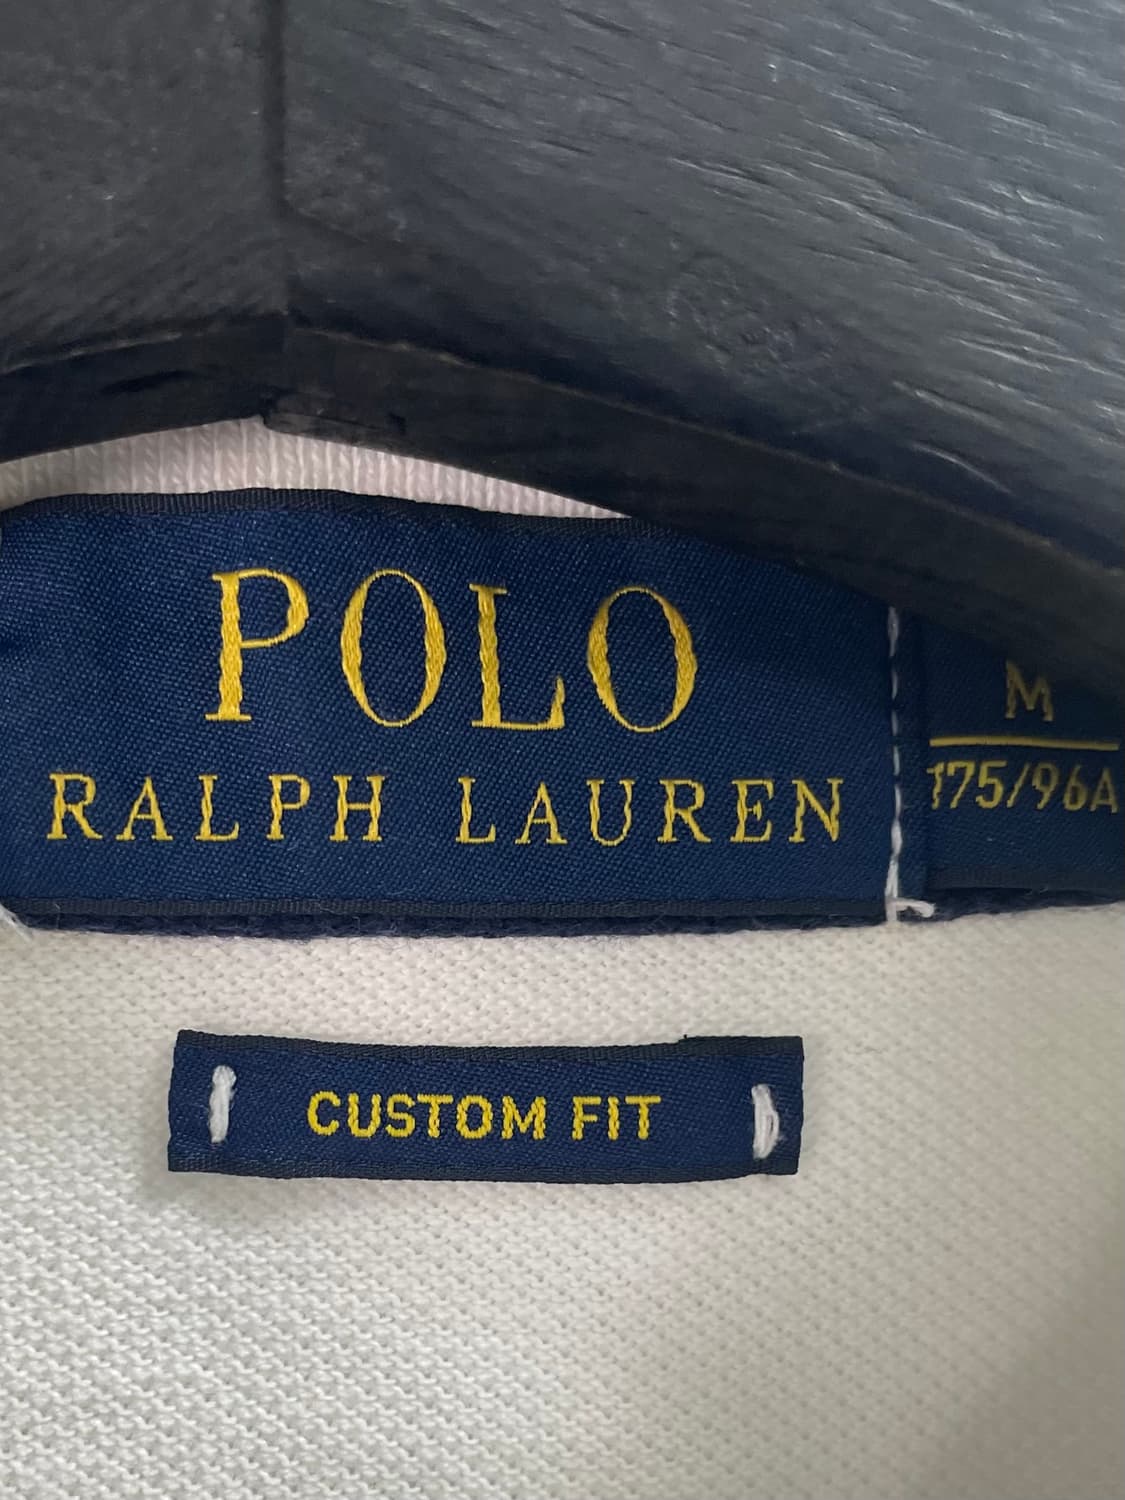 POLO
RALPH LAUREN
M
175/96A
CUSTOM FIT